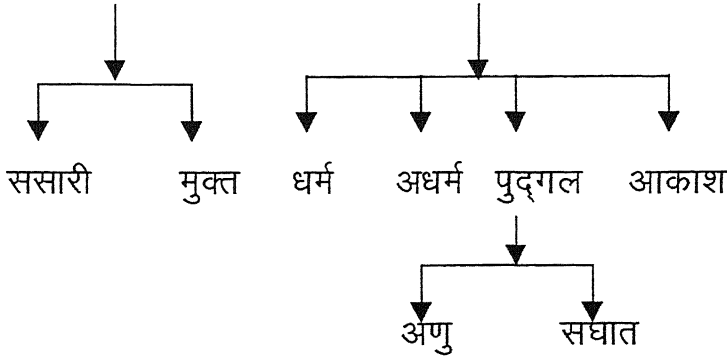 ससारी मुक्त धर्म अधर्म पुद्गल आकाश
अणु सघात